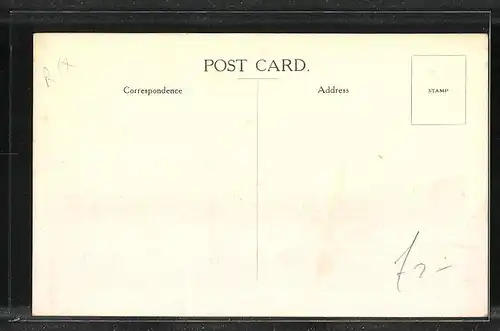 POST CARD.
Correspondence
Address
STAMP